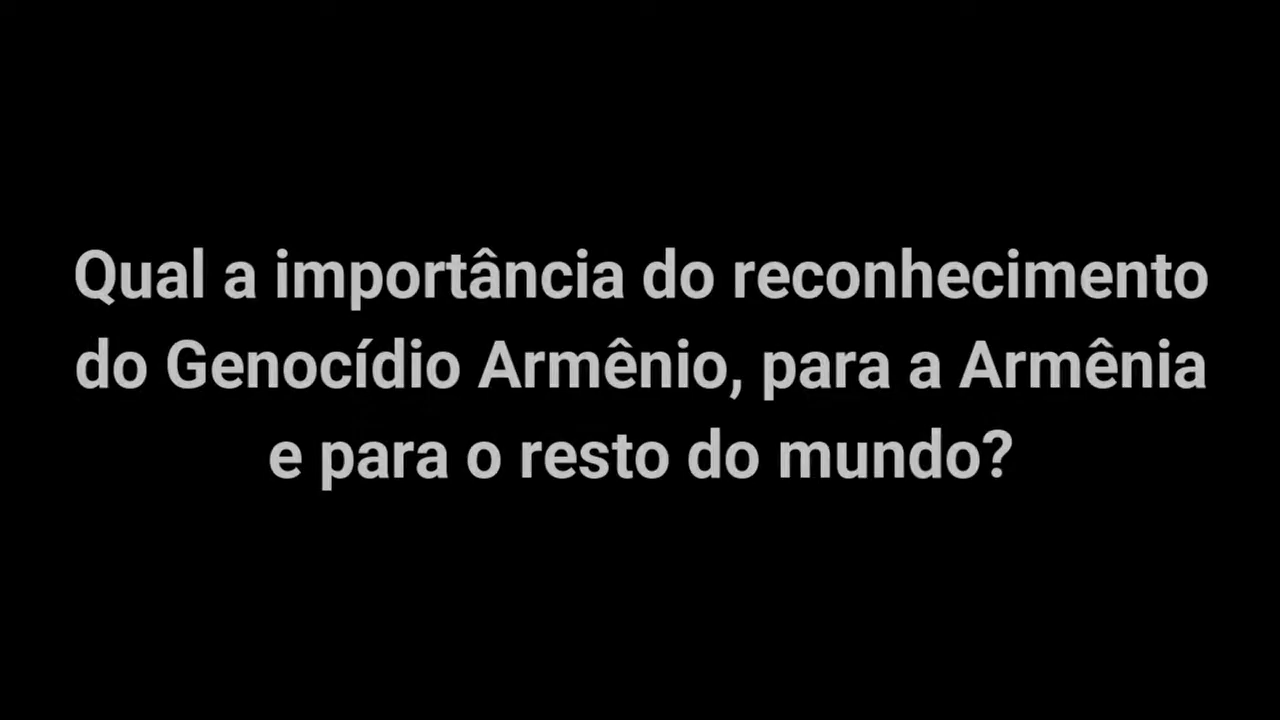 Qual a importância do reconhecimento
do Genocídio Armênio, para a Armênia
e para o resto do mundo?